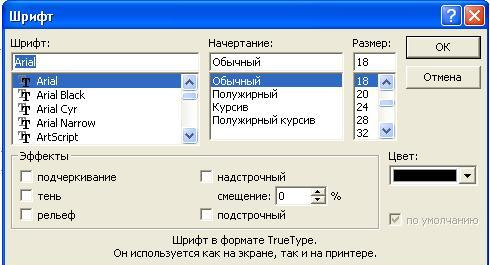 Шрифт
Шрифт: Начертание: Размер:
Arial Обычный 18 ОК
Arial Обычный 18 Отмена
Arial Black Полужирный 20
Arial Cyr Курсив 24
Arial Narrow Полужирный курсив 28
ArtScript 32
Эффекты Цвет:
подчеркивание надстрочный
тень смещение: 0 %
рельеф подстрочный по умолчанию
Шрифт в формате TrueType.
Он используется как на экране, так и на принтере.